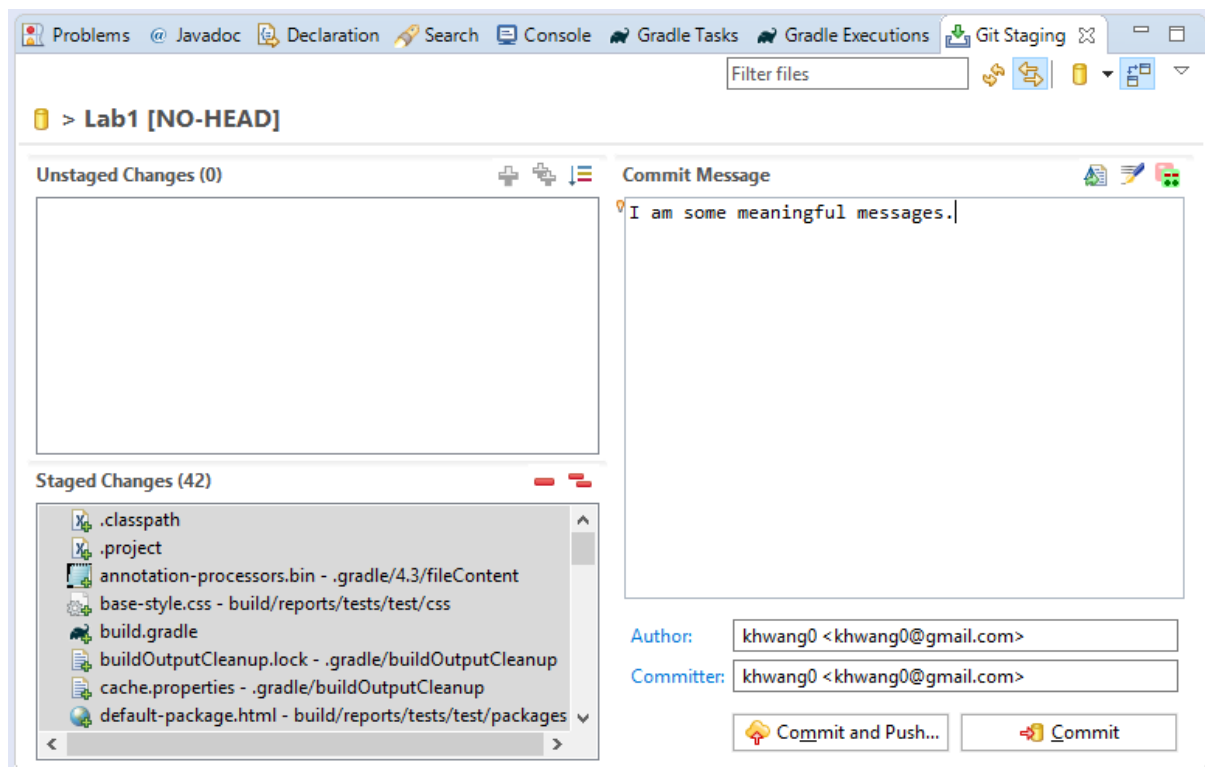 Problems @ Javadoc Declaration Search Console Gradle Tasks Gradle Executions Git Staging
Filter files
> Lab1 [NO-HEAD]
Unstaged Changes (0)
Commit Message
I am some meaningful messages.
Staged Changes (42)
.classpath
.project
annotation-processors.bin - .gradle/4.3/fileContent
base-style.css - build/reports/tests/test/css
build.gradle
buildOutputCleanup.lock - .gradle/buildOutputCleanup
cache.properties - .gradle/buildOutputCleanup
default-package.html - build/reports/tests/test/packages
Author: khwang0 <khwang0@gmail.com>
Committer: khwang0 <khwang0@gmail.com>
Commit and Push... Commit